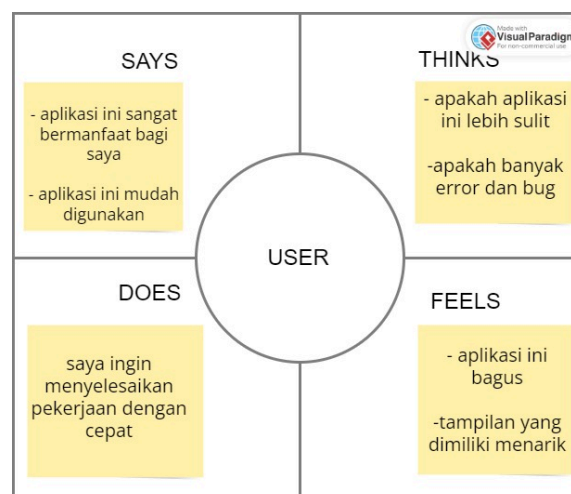 Made with
Visual Paradigm
For non-commercial use
SAYS
- aplikasi ini sangat
bermanfaat bagi
saya
- aplikasi ini mudah
digunakan
THINKS
- apakah aplikasi
ini lebih sulit
-apakah banyak
error dan bug
USER
DOES
saya ingin
menyelesaikan
pekerjaan dengan
cepat
FEELS
- aplikasi ini
bagus
-tampilan yang
dimiliki menarik